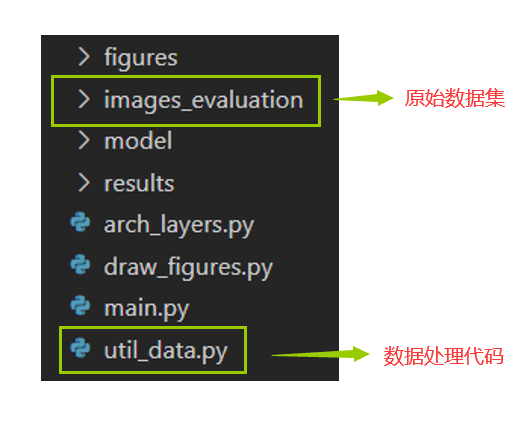 figures
images_evaluation
原始数据集
model
results
arch_layers.py
draw_figures.py
main.py
util_data.py
数据处理代码